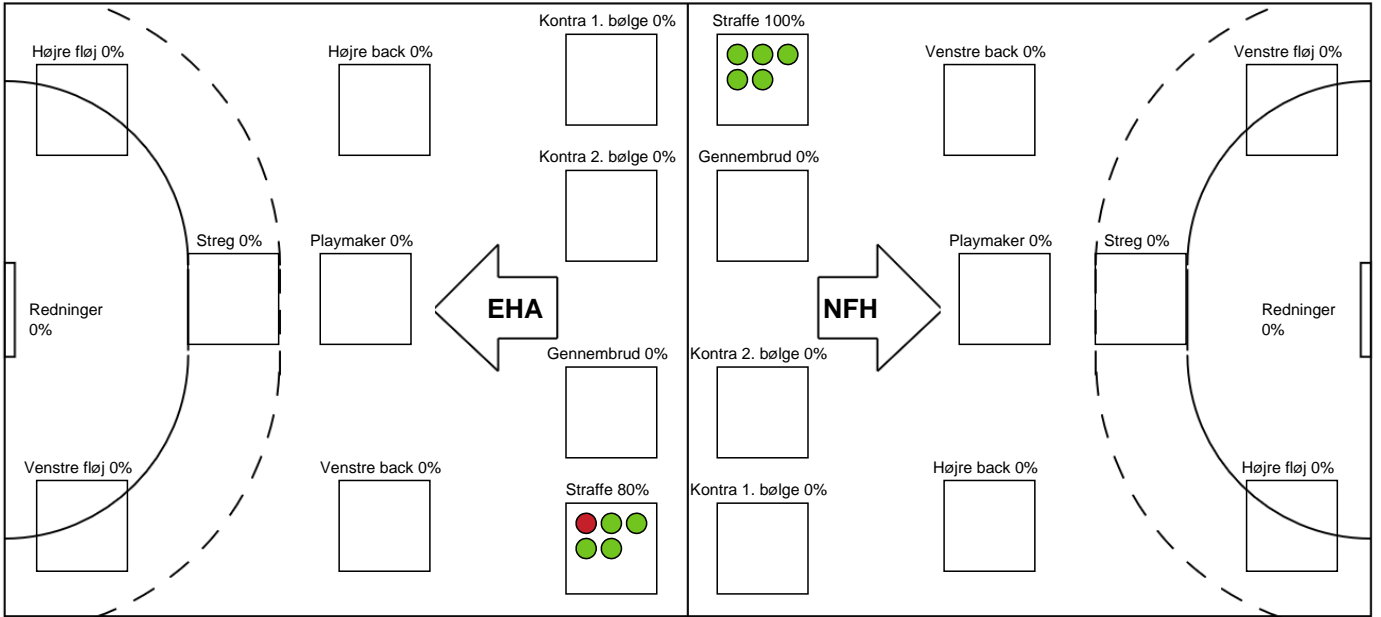 Kontra 1. bølge 0%
Straffe 100%
Højre fløj 0%
Højre back 0%
Venstre back 0%
Venstre fløj 0%
Kontra 2. bølge 0%
Gennembrud 0%
Streg 0%
Playmaker 0%
Playmaker 0%
Streg 0%
Redninger
0%
EHA
NFH
Redninger
0%
Gennembrud 0%
Kontra 2. bølge 0%
Venstre fløj 0%
Venstre back 0%
Højre back 0%
Højre fløj 0%
Straffe 80%
Kontra 1. bølge 0%